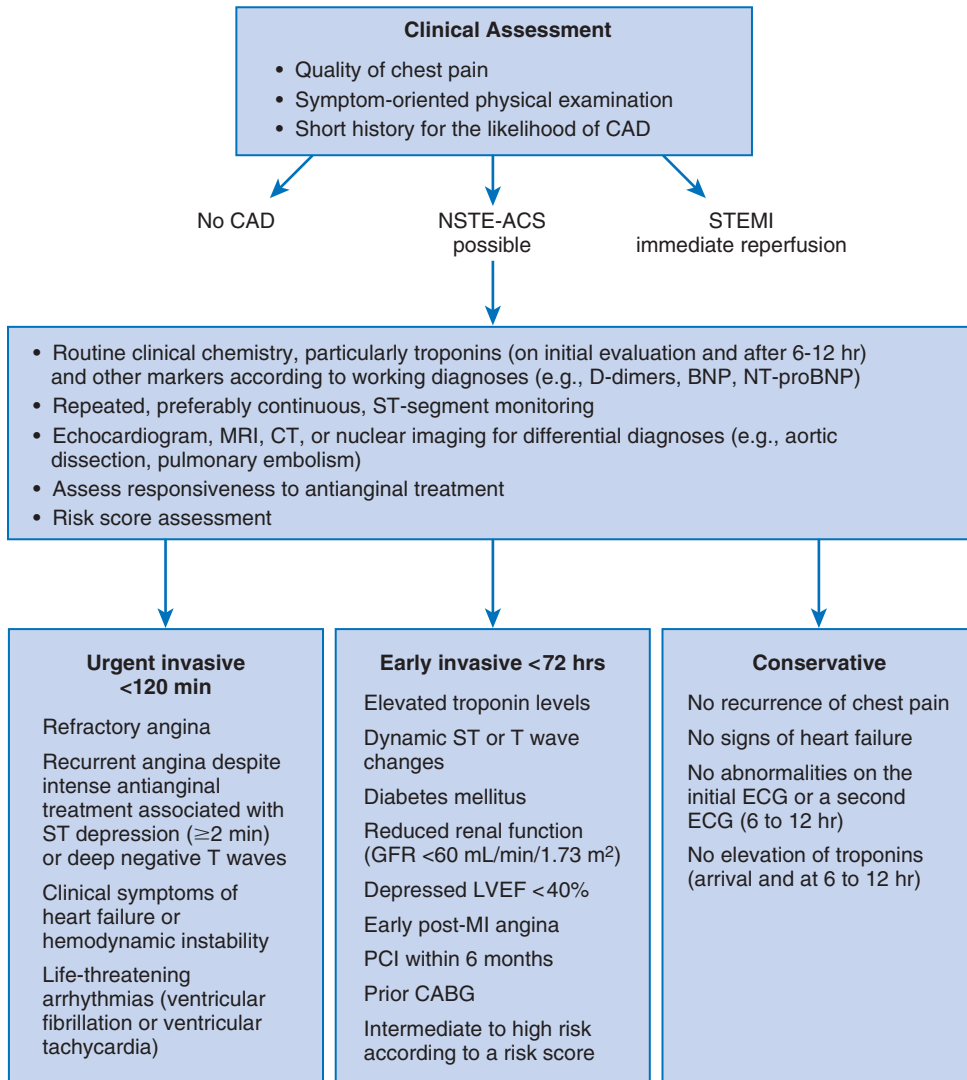 Clinical Assessment
• Quality of chest pain
• Symptom-oriented physical examination
• Short history for the likelihood of CAD
No CAD
NSTE-ACS
possible
STEMI
immediate reperfusion
• Routine clinical chemistry, particularly troponins (on initial evaluation and after 6-12 hr)
and other markers according to working diagnoses (e.g., D-dimers, BNP, NT-proBNP)
• Repeated, preferably continuous, ST-segment monitoring
• Echocardiogram, MRI, CT, or nuclear imaging for differential diagnoses (e.g., aortic
dissection, pulmonary embolism)
• Assess responsiveness to antianginal treatment
• Risk score assessment
Urgent invasive
<120 min
Refractory angina
Recurrent angina despite
intense antianginal
treatment associated with
ST depression (≥2 min)
or deep negative T waves
Clinical symptoms of
heart failure or
hemodynamic instability
Life-threatening
arrhythmias (ventricular
fibrillation or ventricular
tachycardia)
Early invasive <72 hrs
Elevated troponin levels
Dynamic ST or T wave
changes
Diabetes mellitus
Reduced renal function
(GFR <60 mL/min/1.73 m²)
Depressed LVEF <40%
Early post-MI angina
PCI within 6 months
Prior CABG
Intermediate to high risk
according to a risk score
Conservative
No recurrence of chest pain
No signs of heart failure
No abnormalities on the
initial ECG or a second
ECG (6 to 12 hr)
No elevation of troponins
(arrival and at 6 to 12 hr)